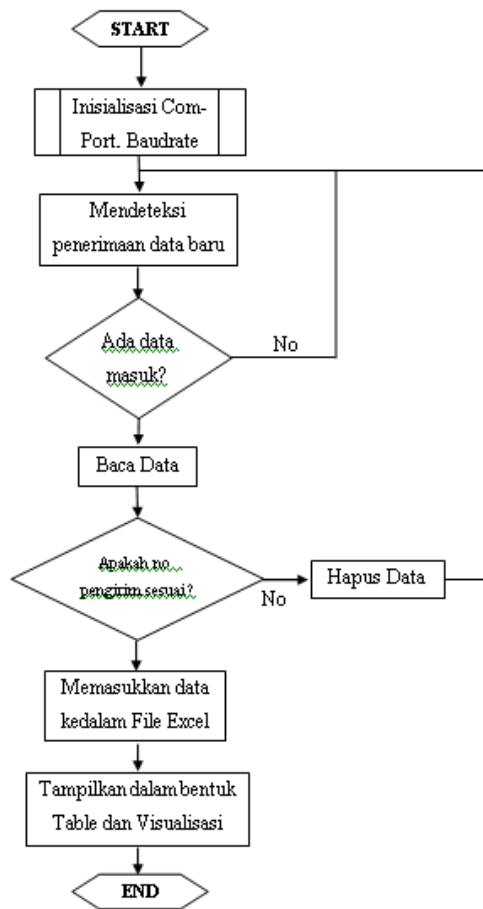 START
Inisialisasi Com-
Port. Baudrate
Mendeteksi
penerimaan data baru
Ada data
masuk?
No
Baca Data
Apakah no
pengirim sesuai?
No
Hapus Data
Memasukkan data
kedalam File Excel
Tampilkan dalam bentuk
Table dan Visualisasi
END